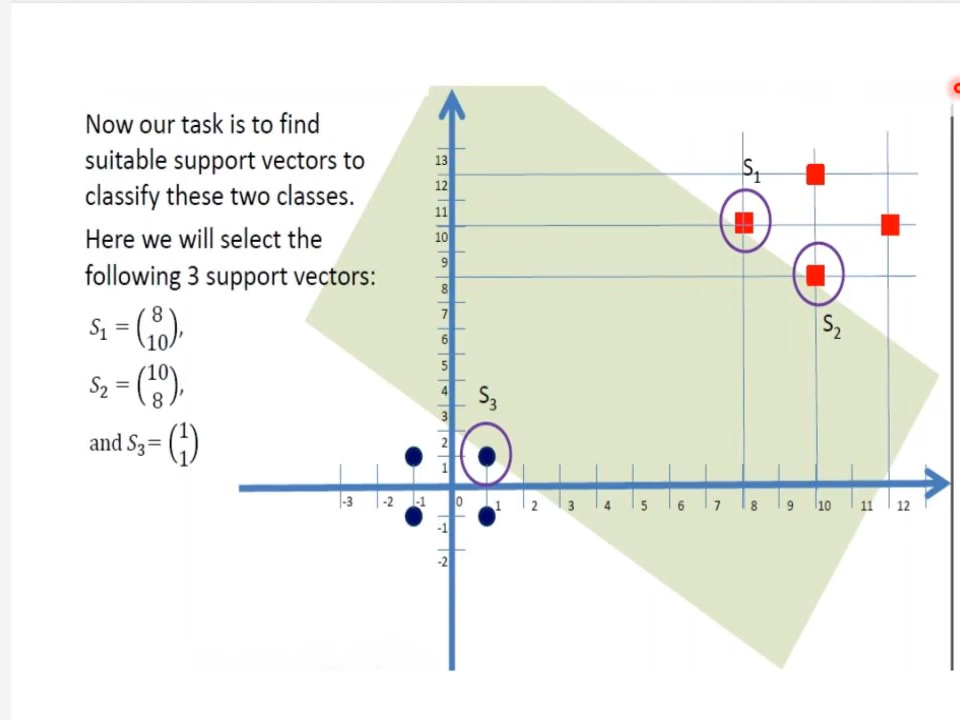 Now our task is to find
suitable support vectors to
classify these two classes.
Here we will select the
following 3 support vectors:
S₁ = (8 10),
S₂ = (10 8),
and S₃= (1 1)
S₁
S₂
S₃
13
12
11
10
9
8
7
6
5
4
3
2
1
-1
-2
-3 -2 -1 0 1 2 3 4 5 6 7 8 9 10 11 12